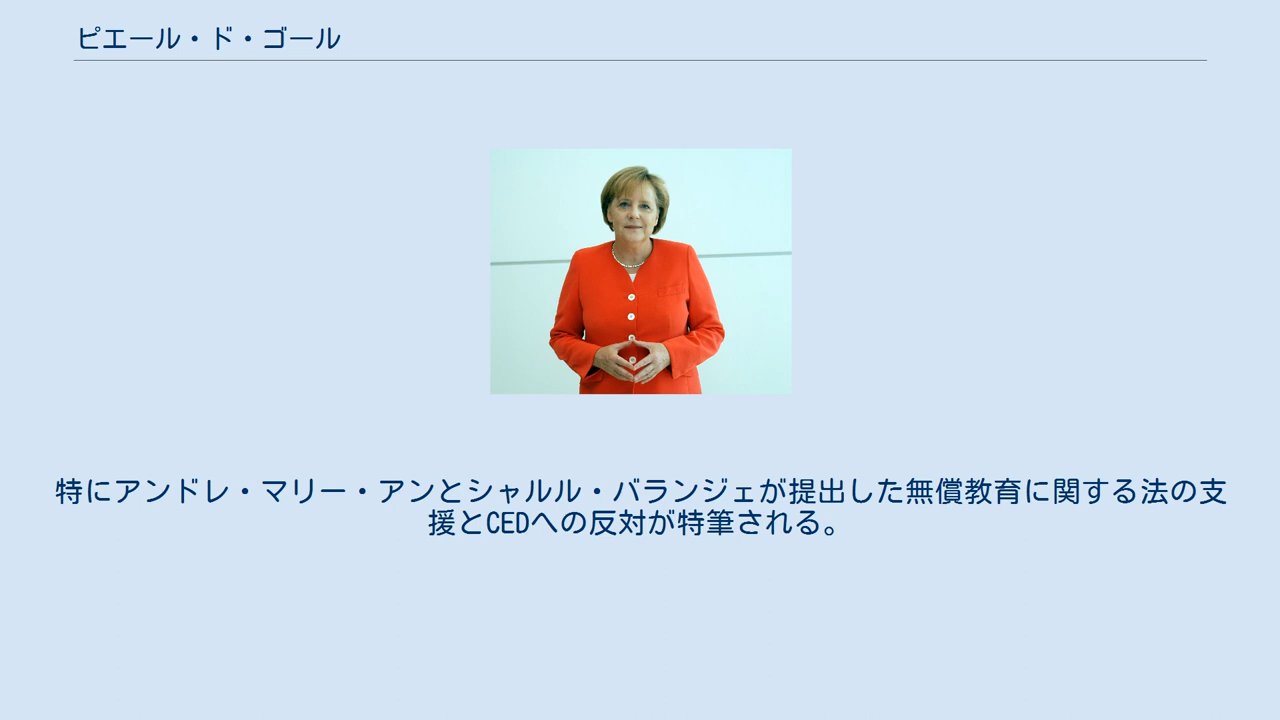 ピエール・ド・ゴール
特にアンドレ・マリー・アンとシャルル・バランジェが提出した無償教育に関する法の支
援とCEDへの反対が特筆される。